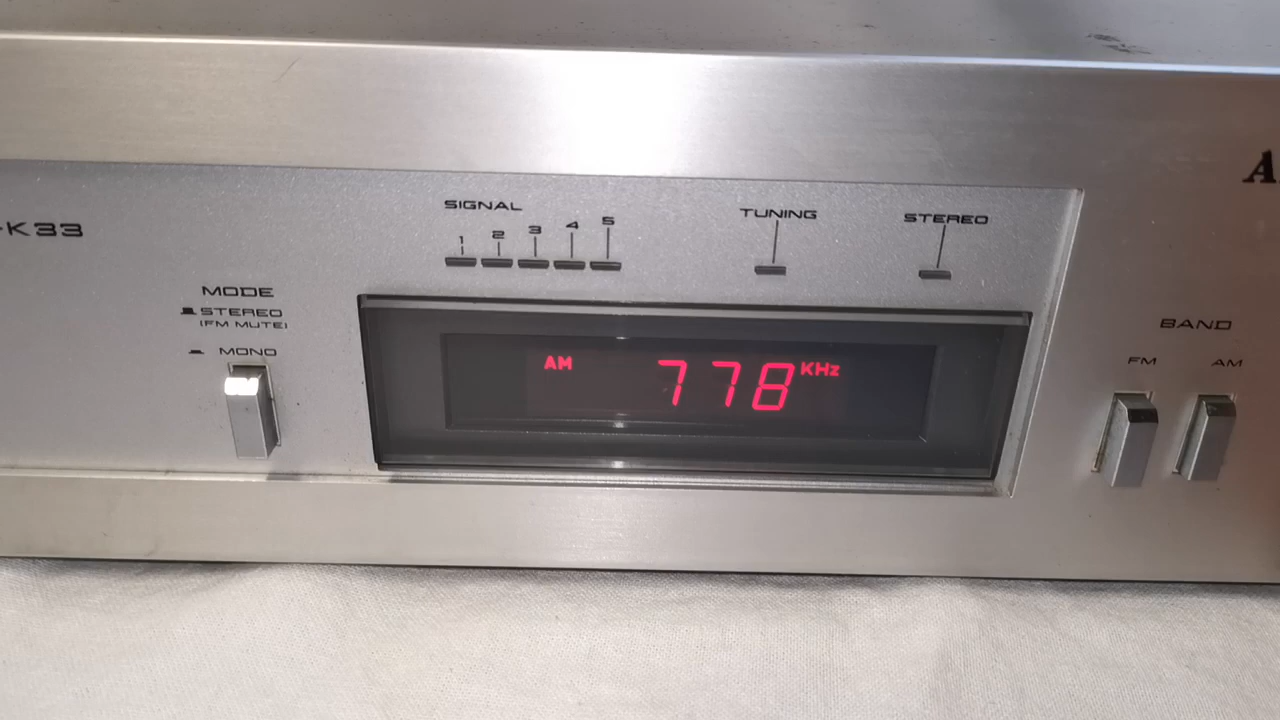 -K33
SIGNAL
1 2 3 4 5
TUNING
STEREO
MODE
STEREO
(FM MUTE)
MONO
AM 778 KHz
BAND
FM AM
A